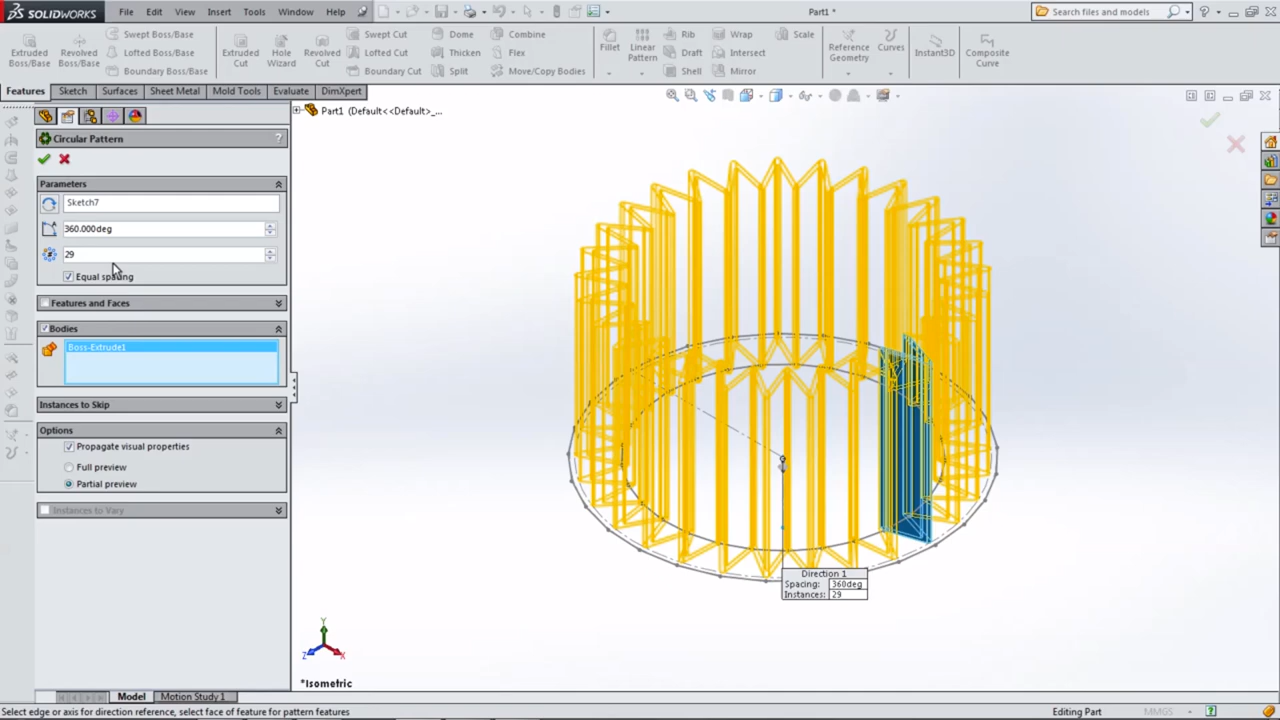 SOLIDWORKS File Edit View Insert Tools Window Help Part1 * Search files and models
Extruded Boss/Base Revolved Boss/Base Swept Boss/Base Lofted Boss/Base Boundary Boss/Base Extruded Cut Hole Wizard Revolved Cut Swept Cut Lofted Cut Boundary Cut Dome Thicken Split Combine Flex Move/Copy Bodies Fillet Linear Pattern Rib Draft Shell Wrap Intersect Mirror Scale Reference Geometry Curves Instant3D Composite Curve
Features Sketch Surfaces Sheet Metal Mold Tools Evaluate DimXpert
Part1 (Default<<Default>_...
Circular Pattern ?
Parameters
Sketch7
360.000deg
29
Equal spacing
Features and Faces
Bodies
Boss-Extrude1
Instances to Skip
Options
Propagate visual properties
Full preview
Partial preview
Instances to Vary
Direction 1
Spacing: 360deg
Instances: 29
Y
Z X
*Isometric
Model Motion Study 1
Select edge or axis for direction reference, select face of feature for pattern features Editing Part MMGS